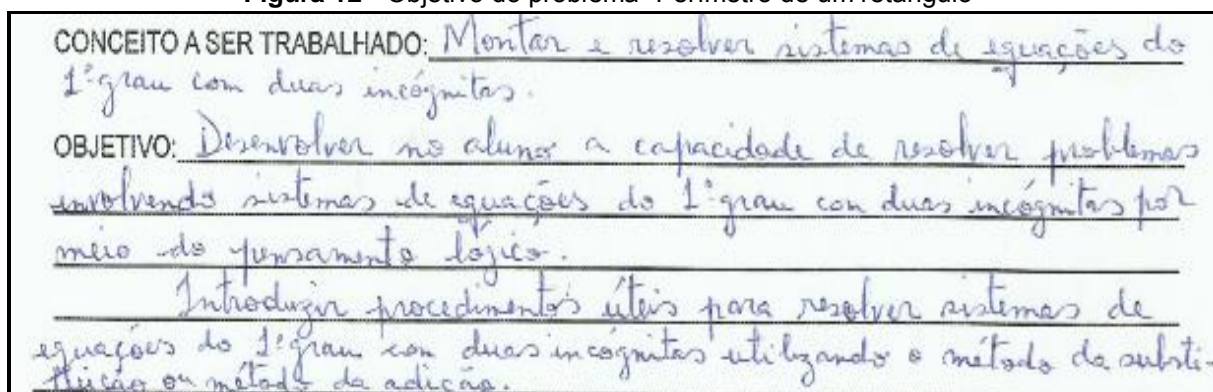 Figura 12 - Objetivo do problema "Perímetro de um retângulo"
CONCEITO A SER TRABALHADO: Montar e resolver sistemas de equações do
1º grau com duas incógnitas.
OBJETIVO: Desenvolver no aluno a capacidade de resolver problemas
envolvendo sistemas de equações do 1º grau com duas incógnitas por
meio do pensamento lógico.
Introduzir procedimentos úteis para resolver sistemas de
equações do 1º grau com duas incógnitas utilizando o método da substi-
tuição ou método da adição.